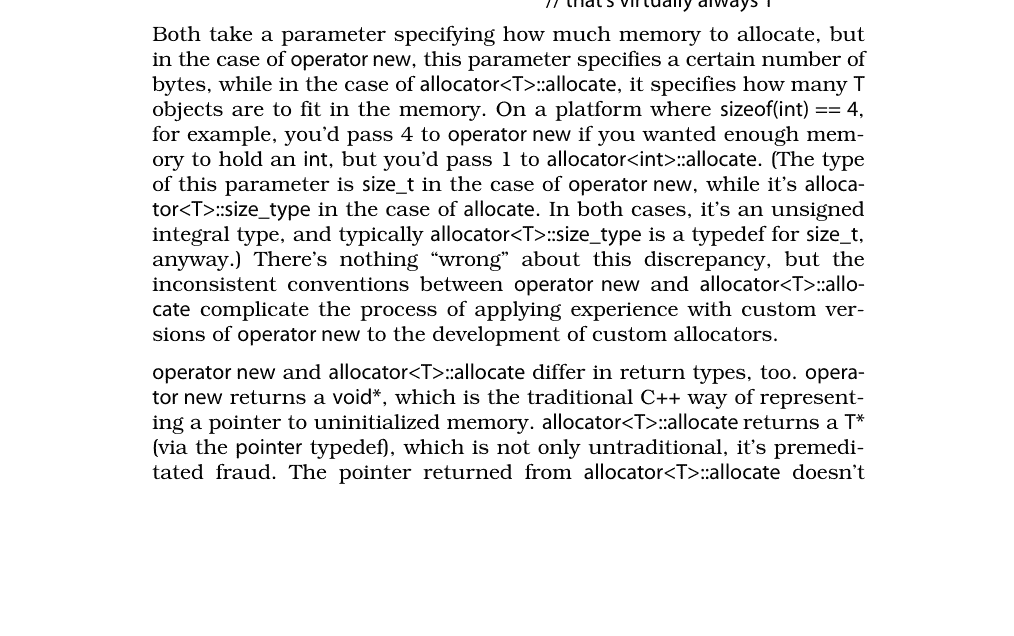 // that's virtually always T
Both take a parameter specifying how much memory to allocate, but
in the case of operator new, this parameter specifies a certain number of
bytes, while in the case of allocator<T>::allocate, it specifies how many T
objects are to fit in the memory. On a platform where sizeof(int) == 4,
for example, you'd pass 4 to operator new if you wanted enough mem-
ory to hold an int, but you'd pass 1 to allocator<int>::allocate. (The type
of this parameter is size_t in the case of operator new, while it's alloca-
tor<T>::size_type in the case of allocate. In both cases, it's an unsigned
integral type, and typically allocator<T>::size_type is a typedef for size_t,
anyway.) There's nothing “wrong” about this discrepancy, but the
inconsistent conventions between operator new and allocator<T>::allo-
cate complicate the process of applying experience with custom ver-
sions of operator new to the development of custom allocators.
operator new and allocator<T>::allocate differ in return types, too. opera-
tor new returns a void*, which is the traditional C++ way of represent-
ing a pointer to uninitialized memory. allocator<T>::allocate returns a T*
(via the pointer typedef), which is not only untraditional, it's premedi-
tated fraud. The pointer returned from allocator<T>::allocate doesn't